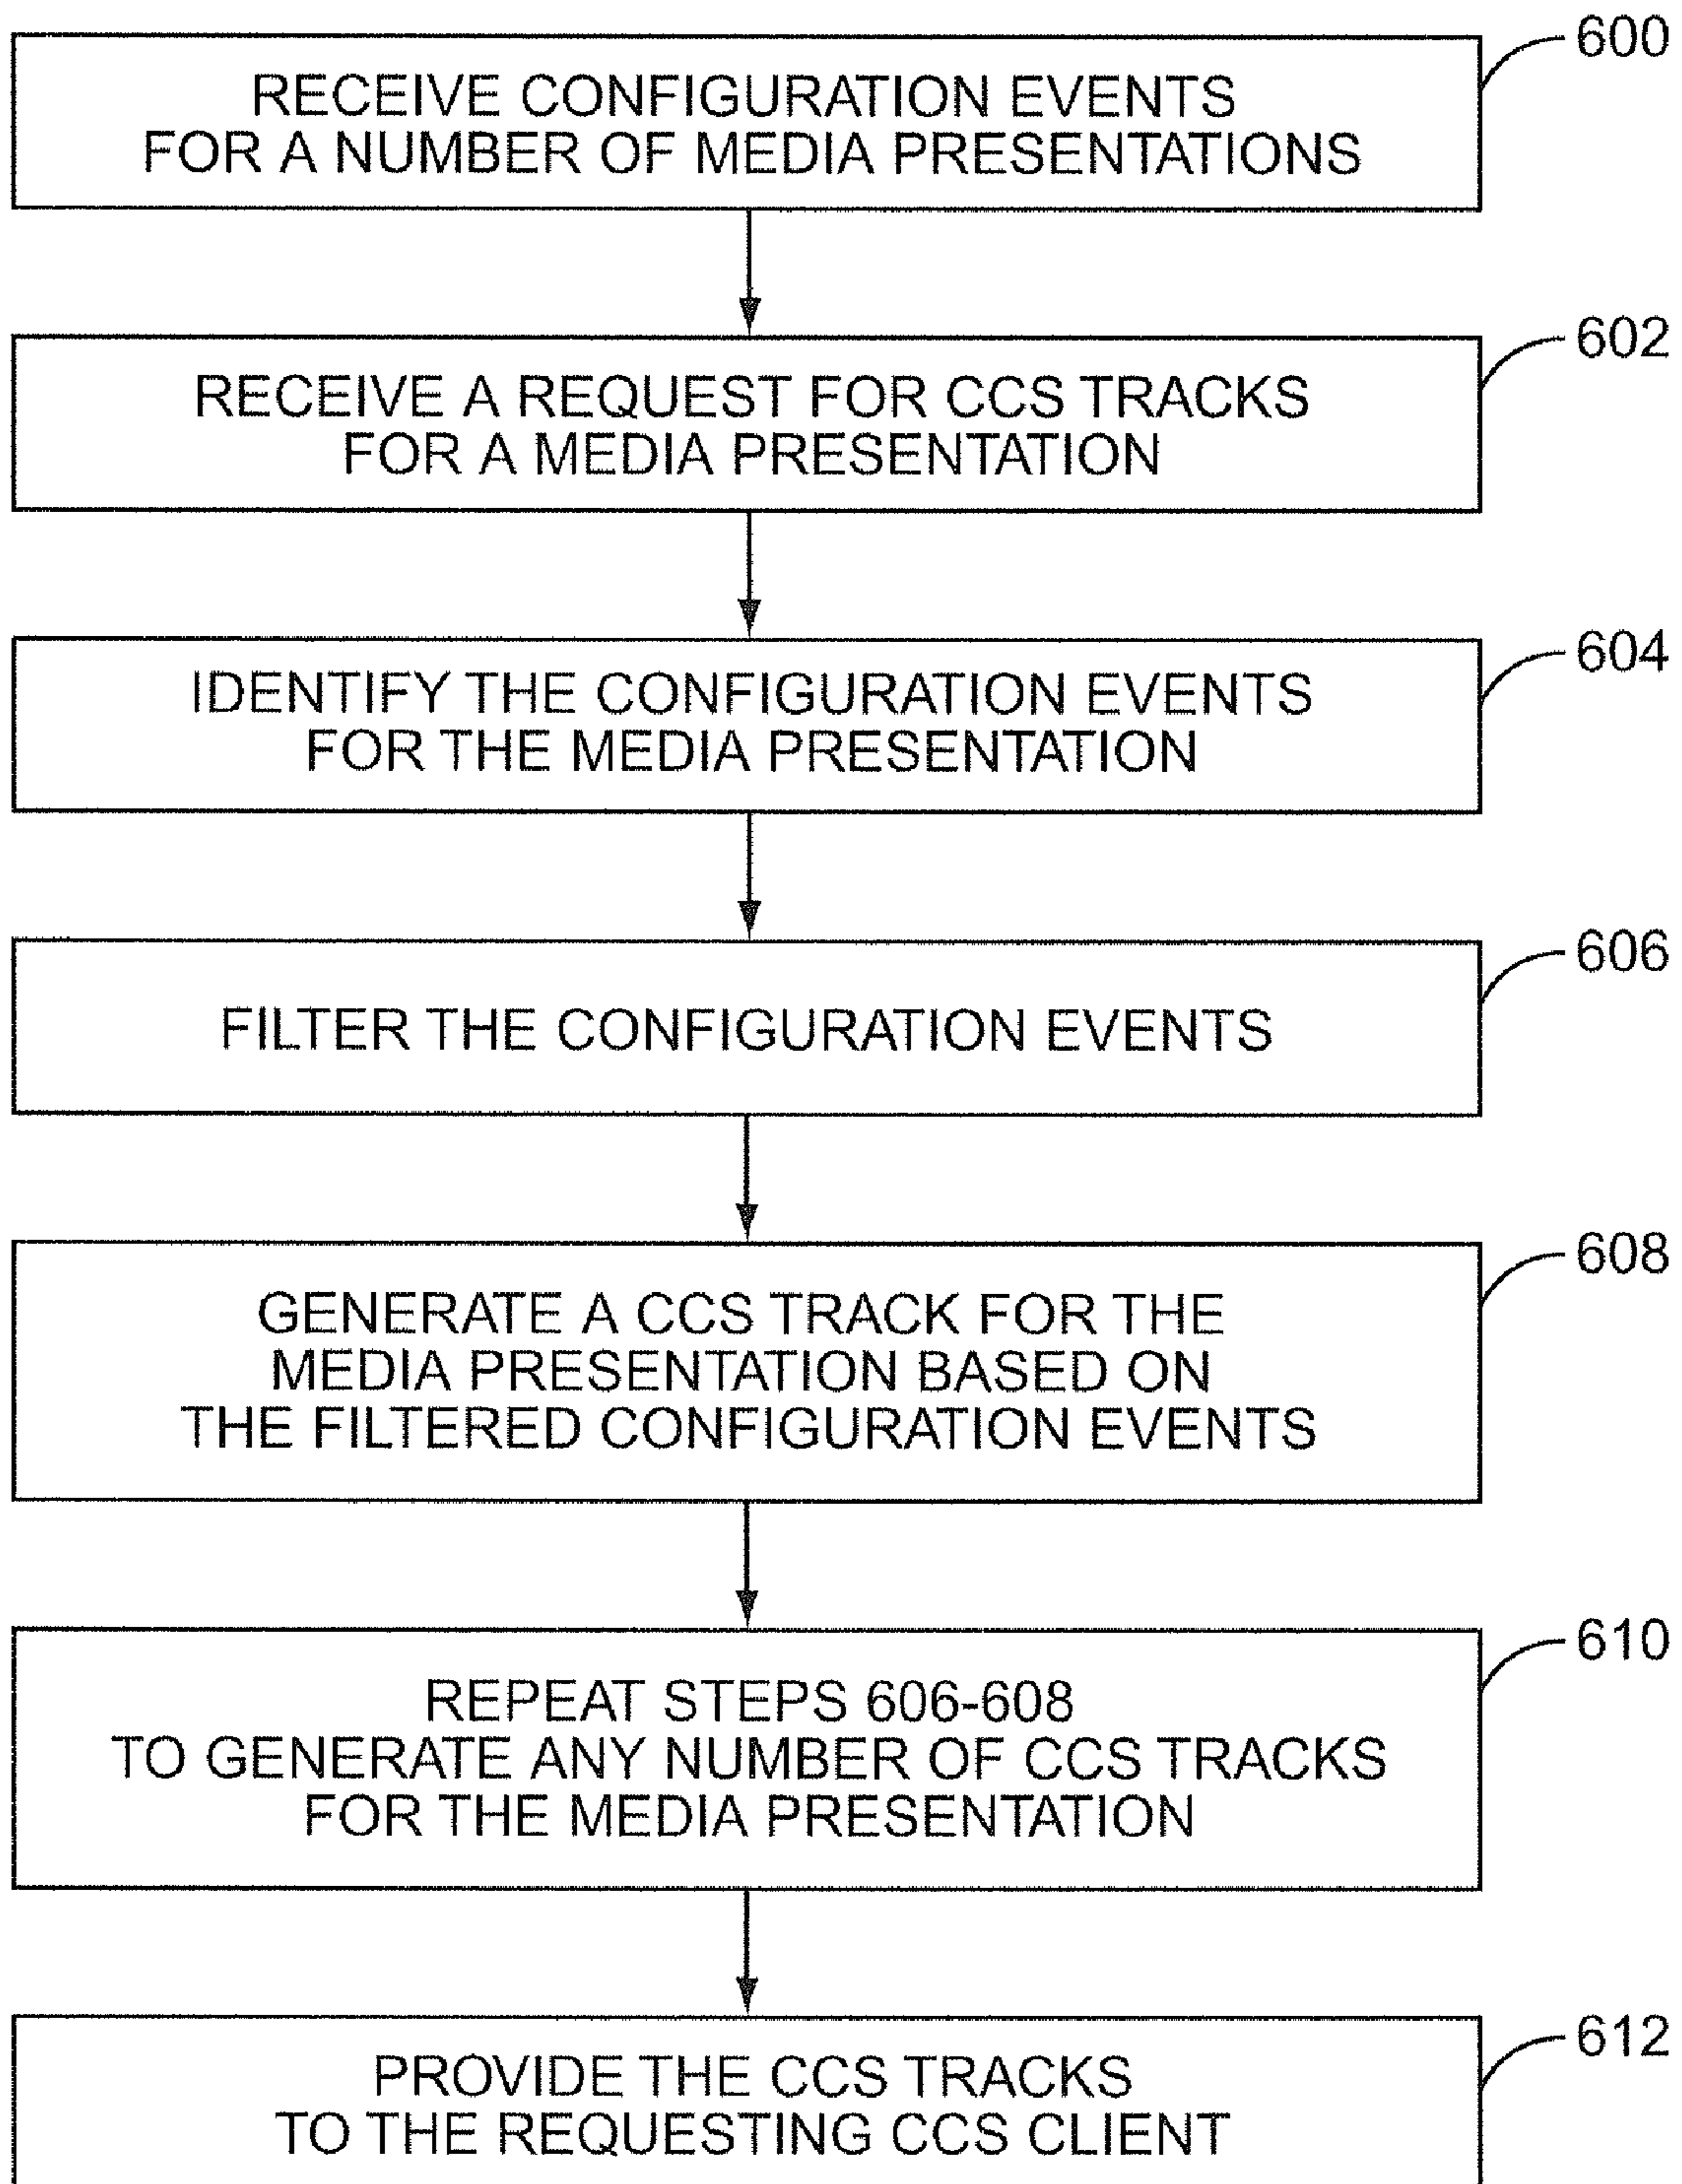 600
RECEIVE CONFIGURATION EVENTS
FOR A NUMBER OF MEDIA PRESENTATIONS
602
RECEIVE A REQUEST FOR CCS TRACKS
FOR A MEDIA PRESENTATION
604
IDENTIFY THE CONFIGURATION EVENTS
FOR THE MEDIA PRESENTATION
606
FILTER THE CONFIGURATION EVENTS
608
GENERATE A CCS TRACK FOR THE
MEDIA PRESENTATION BASED ON
THE FILTERED CONFIGURATION EVENTS
610
REPEAT STEPS 606-608
TO GENERATE ANY NUMBER OF CCS TRACKS
FOR THE MEDIA PRESENTATION
612
PROVIDE THE CCS TRACKS
TO THE REQUESTING CCS CLIENT